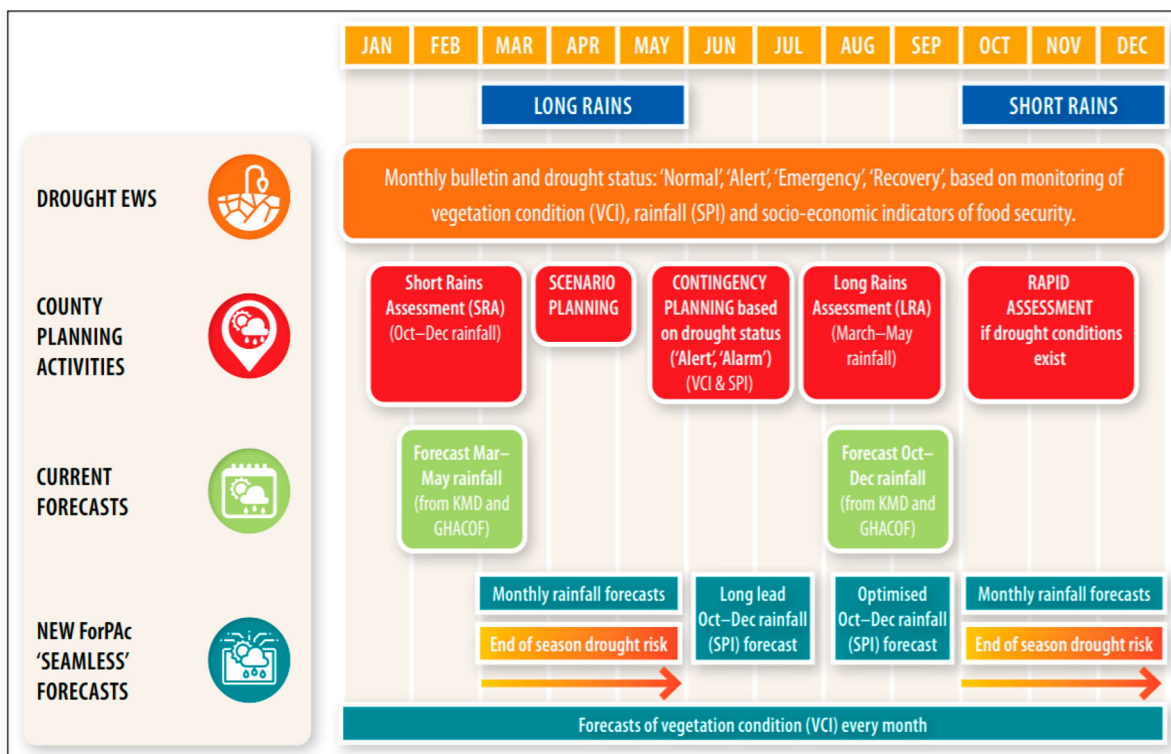 JAN FEB MAR APR MAY JUN JUL AUG SEP OCT NOV DEC
LONG RAINS
SHORT RAINS
DROUGHT EWS
Monthly bulletin and drought status: ‘Normal’, ‘Alert’, ‘Emergency’, ‘Recovery’, based on monitoring of
vegetation condition (VCI), rainfall (SPI) and socio-economic indicators of food security.
COUNTY
PLANNING
ACTIVITIES
Short Rains
Assessment (SRA)
(Oct–Dec rainfall)
SCENARIO
PLANNING
CONTINGENCY
PLANNING based
on drought status
(‘Alert’, ‘Alarm’)
(VCI & SPI)
Long Rains
Assessment (LRA)
(March–May
rainfall)
RAPID
ASSESSMENT
if drought conditions
exist
CURRENT
FORECASTS
Forecast Mar–
May rainfall
(from KMD and
GHACOF)
Forecast Oct–
Dec rainfall
(from KMD and
GHACOF)
NEW ForPAc
‘SEAMLESS’
FORECASTS
Monthly rainfall forecasts
End of season drought risk
Long lead
Oct–Dec rainfall
(SPI) forecast
Optimised
Oct–Dec rainfall
(SPI) forecast
Monthly rainfall forecasts
End of season drought risk
Forecasts of vegetation condition (VCI) every month